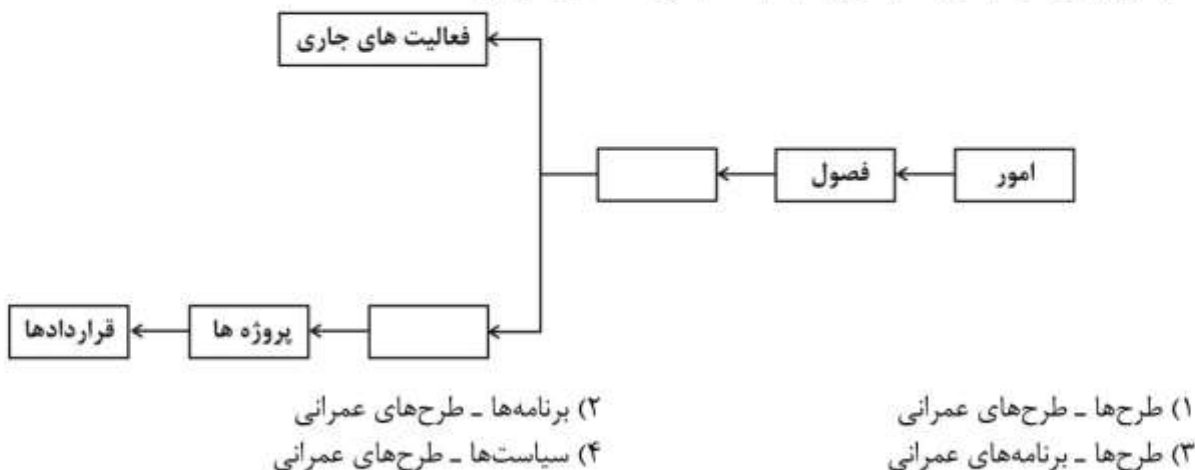 فعالیت های جاری
امور
فصول
پروژه ها
قراردادها
۱) طرح‌ها ـ طرح‌های عمرانی
۲) برنامه‌ها ـ طرح‌های عمرانی
۳) طرح‌ها ـ برنامه‌های عمرانی
۴) سیاست‌ها ـ طرح‌های عمرانی